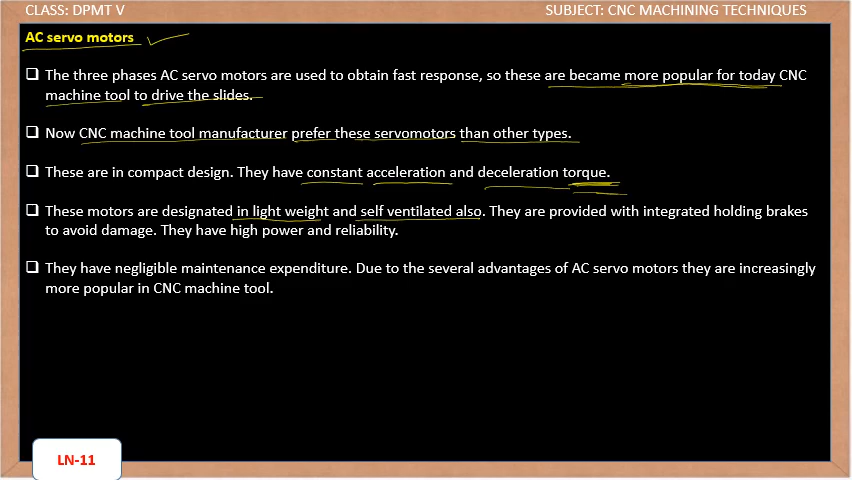 CLASS: DPMT V
SUBJECT: CNC MACHINING TECHNIQUES
AC servo motors
The three phases AC servo motors are used to obtain fast response, so these are became more popular for today CNC
machine tool to drive the slides.
Now CNC machine tool manufacturer prefer these servomotors than other types.
These are in compact design. They have constant acceleration and deceleration torque.
These motors are designated in light weight and self ventilated also. They are provided with integrated holding brakes
to avoid damage. They have high power and reliability.
They have negligible maintenance expenditure. Due to the several advantages of AC servo motors they are increasingly
more popular in CNC machine tool.
LN-11